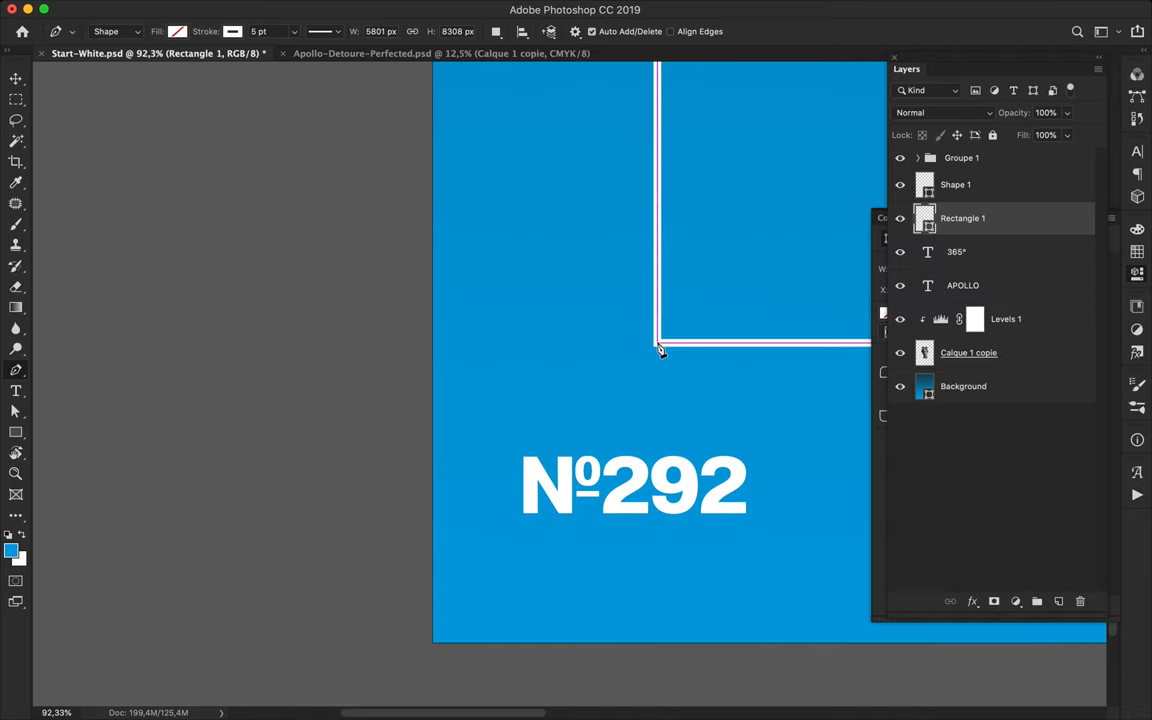 Adobe Photoshop CC 2019
Shape Fill: Stroke: 5 pt W: 5801 px H: 8308 px Auto Add/Delete Align Edges
Start-White.psd @ 92,3% (Rectangle 1, RGB/8) * Apollo-Detoure-Perfected.psd @ 12,5% (Calque 1 copie, CMYK/8)
Layers
Kind
Normal Opacity: 100%
Lock: Fill: 100%
Groupe 1
Shape 1
Rectangle 1
365°
APOLLO
Levels 1
Calque 1 copie
Background
Nº292
92,33% Doc: 199,4M/125,4M